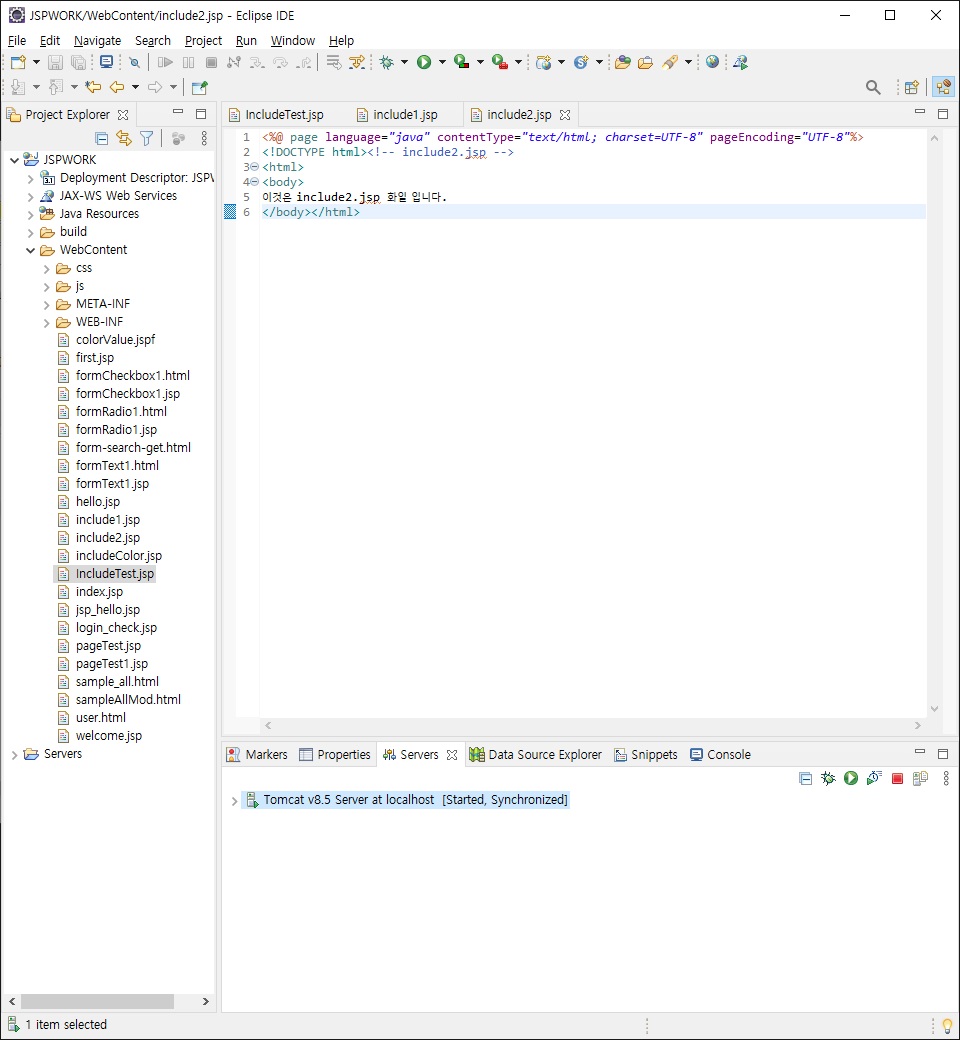 JSPWORK/WebContent/include2.jsp - Eclipse IDE
File Edit Navigate Search Project Run Window Help
Project Explorer
JSPWORK
Deployment Descriptor: JSPW
JAX-WS Web Services
Java Resources
build
WebContent
css
js
META-INF
WEB-INF
colorValue.jspf
first.jsp
formCheckbox1.html
formCheckbox1.jsp
formRadio1.html
formRadio1.jsp
form-search-get.html
formText1.html
formText1.jsp
hello.jsp
include1.jsp
include2.jsp
includeColor.jsp
IncludeTest.jsp
index.jsp
jsp_hello.jsp
login_check.jsp
pageTest.jsp
pageTest1.jsp
sample_all.html
sampleAllMod.html
user.html
welcome.jsp
Servers
IncludeTest.jsp include1.jsp include2.jsp
1 <%@ page language="java" contentType="text/html; charset=UTF-8" pageEncoding="UTF-8"%>
2 <!DOCTYPE html><!-- include2.jsp -->
3 <html>
4 <body>
5 이것은 include2.jsp 화일 입니다.
6 </body></html>
Markers Properties Servers Data Source Explorer Snippets Console
Tomcat v8.5 Server at localhost [Started, Synchronized]
1 item selected